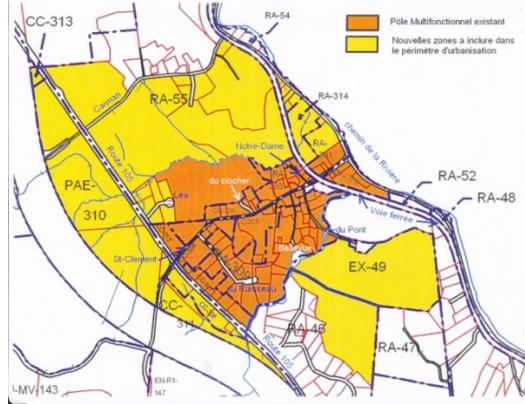 CC-313
RA-54
Pôle Multifonctionnel existant
Nouvelles zones à inclure dans
le périmètre d'urbanisation
Carman
RA-55
RA-314
chemin de la Rivière
Notre-Dame
RA-
Route 105
du clocher
RA-52
RA-48
PAE-
310
Léa
Voie ferrée
du Pont
St-Clement
Bellevue
EX-49
du Ruisseau
CC-
311
RA-46
RA-47
Route 105
-MV-143
EN-R1-
147